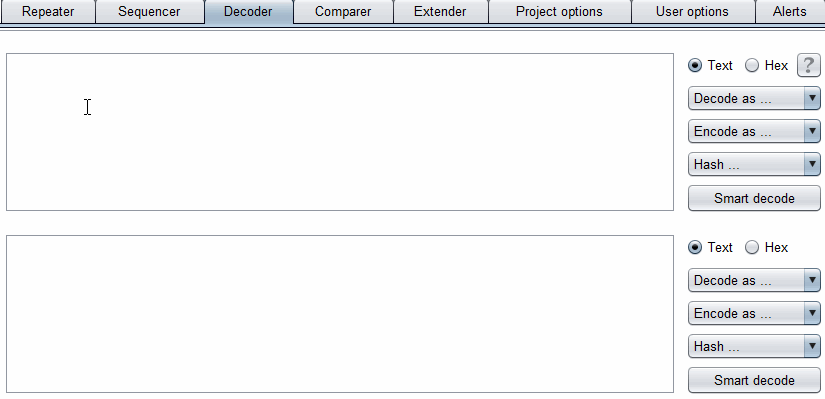 Repeater Sequencer Decoder Comparer Extender Project options User options Alerts
Text Hex ?
Decode as ...
Encode as ...
Hash ...
Smart decode
Text Hex
Decode as ...
Encode as ...
Hash ...
Smart decode